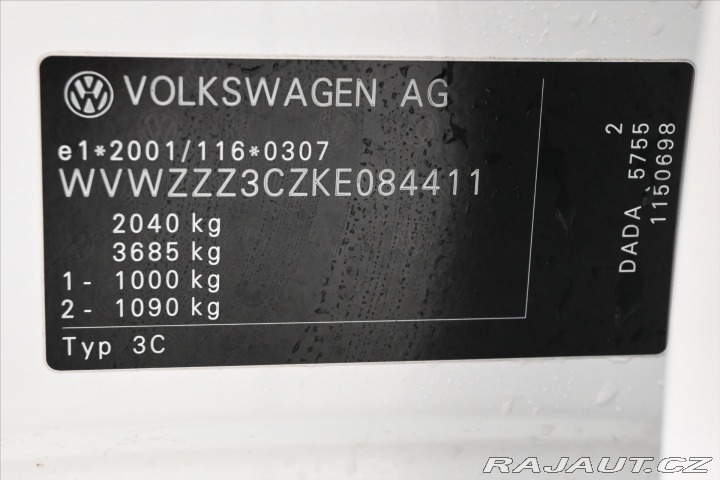 VOLKSWAGEN AG
e1*2001/116*0307
WVWZZZ3CZKE084411
2040 kg
3685 kg
1- 1000 kg
2- 1090 kg
Typ 3C
2
DADA 5755
1150698
RAJAUT.CZ